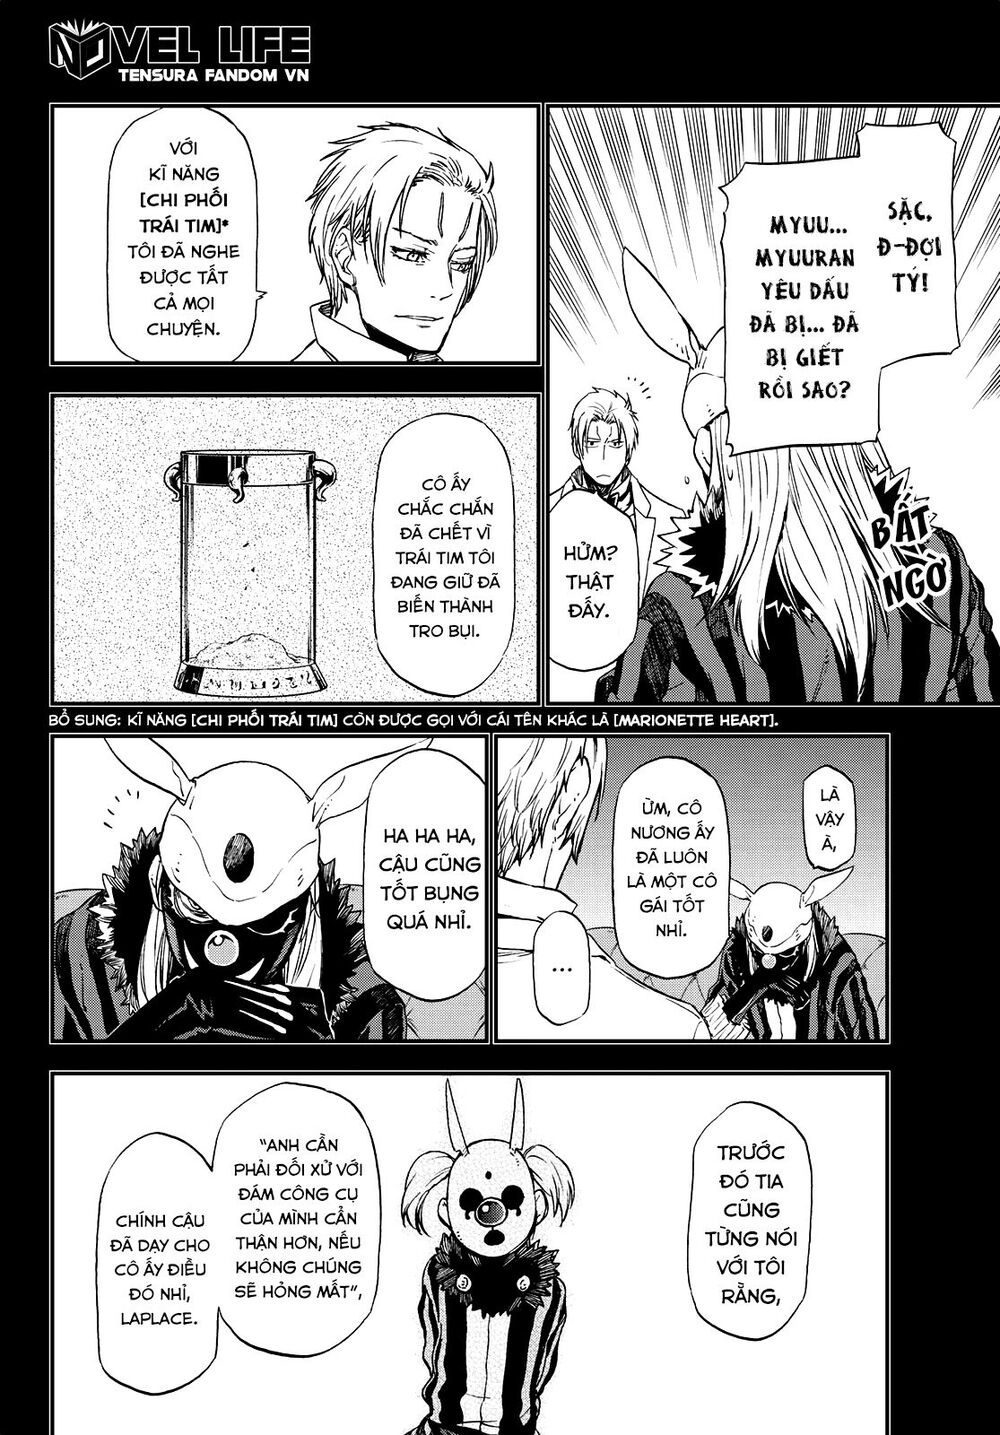 NOVEL LIFE
TENSURA FANDOM VN
SẶC,
Đ-ĐỢI
TÝ!
MYUU...
MYUURAN
YÊU DẤU
ĐÃ BỊ... ĐÃ
BỊ GIẾT
RỒI SAO?
BẤT
NGỜ
HỬM?
THẬT
ĐẤY.
VỚI
KĨ NĂNG
[CHI PHỐI
TRÁI TIM]*
TÔI ĐÃ NGHE
ĐƯỢC TẤT
CẢ MỌI
CHUYỆN.
CÔ ẤY
CHẮC CHẮN
ĐÃ CHẾT VÌ
TRÁI TIM TÔI
ĐANG GIỮ ĐÃ
BIẾN THÀNH
TRO BỤI.
BỔ SUNG: KĨ NĂNG [CHI PHỐI TRÁI TIM] CÒN ĐƯỢC GỌI VỚI CÁI TÊN KHÁC LÀ [MARIONETTE HEART].
LÀ
VẬY
À,
ỪM, CÔ
NƯƠNG ẤY
ĐÃ LUÔN
LÀ MỘT CÔ
GÁI TỐT
NHỈ.
...
HA HA HA,
CẬU CŨNG
TỐT BỤNG
QUÁ NHỈ.
TRƯỚC
ĐÓ TIA
CŨNG
TỪNG NÓI
VỚI TÔI
RẰNG,
“ANH CẦN
PHẢI ĐỐI XỬ VỚI
ĐÁM CÔNG CỤ
CỦA MÌNH CẨN
THẬN HƠN, NẾU
KHÔNG CHÚNG
SẼ HỎNG MẤT”,
CHÍNH CẬU
ĐÃ DẠY CHO
CÔ ẤY ĐIỀU
ĐÓ NHỈ,
LAPLACE.